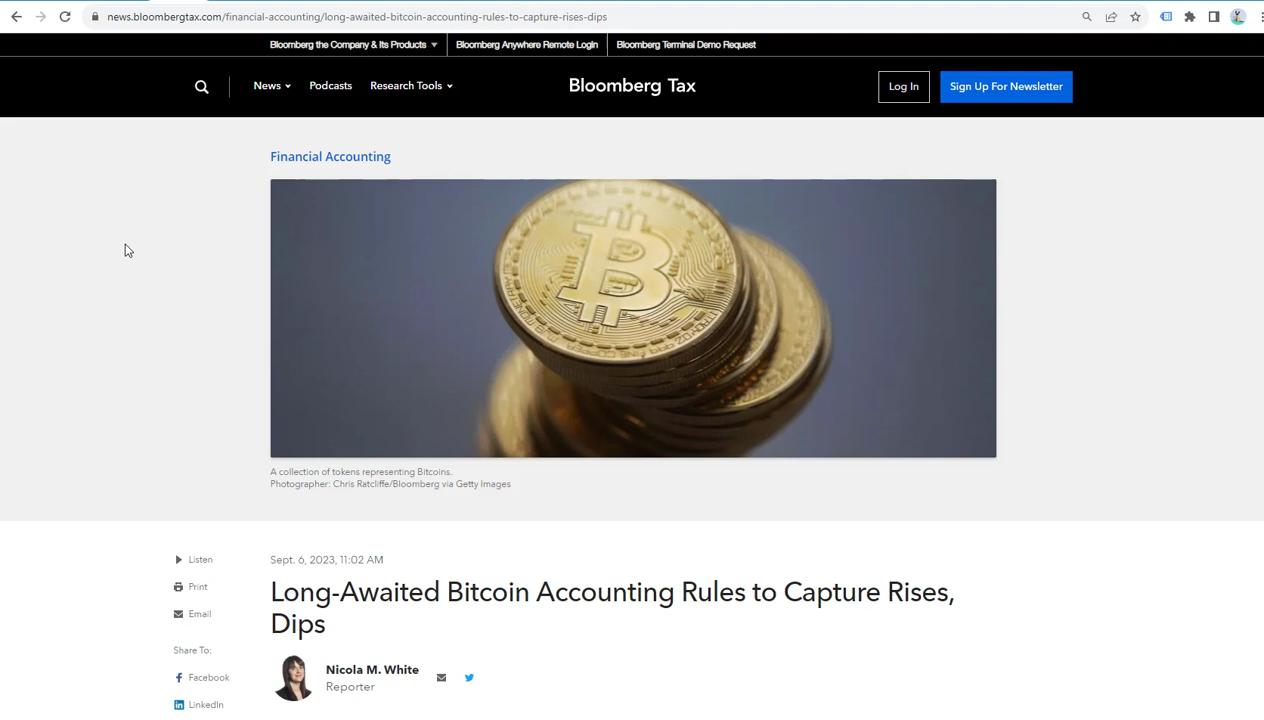 news.bloombergtax.com/financial-accounting/long-awaited-bitcoin-accounting-rules-to-capture-rises-dips
Bloomberg the Company & Its Products
Bloomberg Anywhere Remote Login
Bloomberg Terminal Demo Request
News
Podcasts
Research Tools
Bloomberg Tax
Log In
Sign Up For Newsletter
Financial Accounting
A collection of tokens representing Bitcoins.
Photographer: Chris Ratcliffe/Bloomberg via Getty Images
Listen
Print
Email
Share To:
Facebook
LinkedIn
Sept. 6, 2023, 11:02 AM
Long-Awaited Bitcoin Accounting Rules to Capture Rises,
Dips
Nicola M. White
Reporter